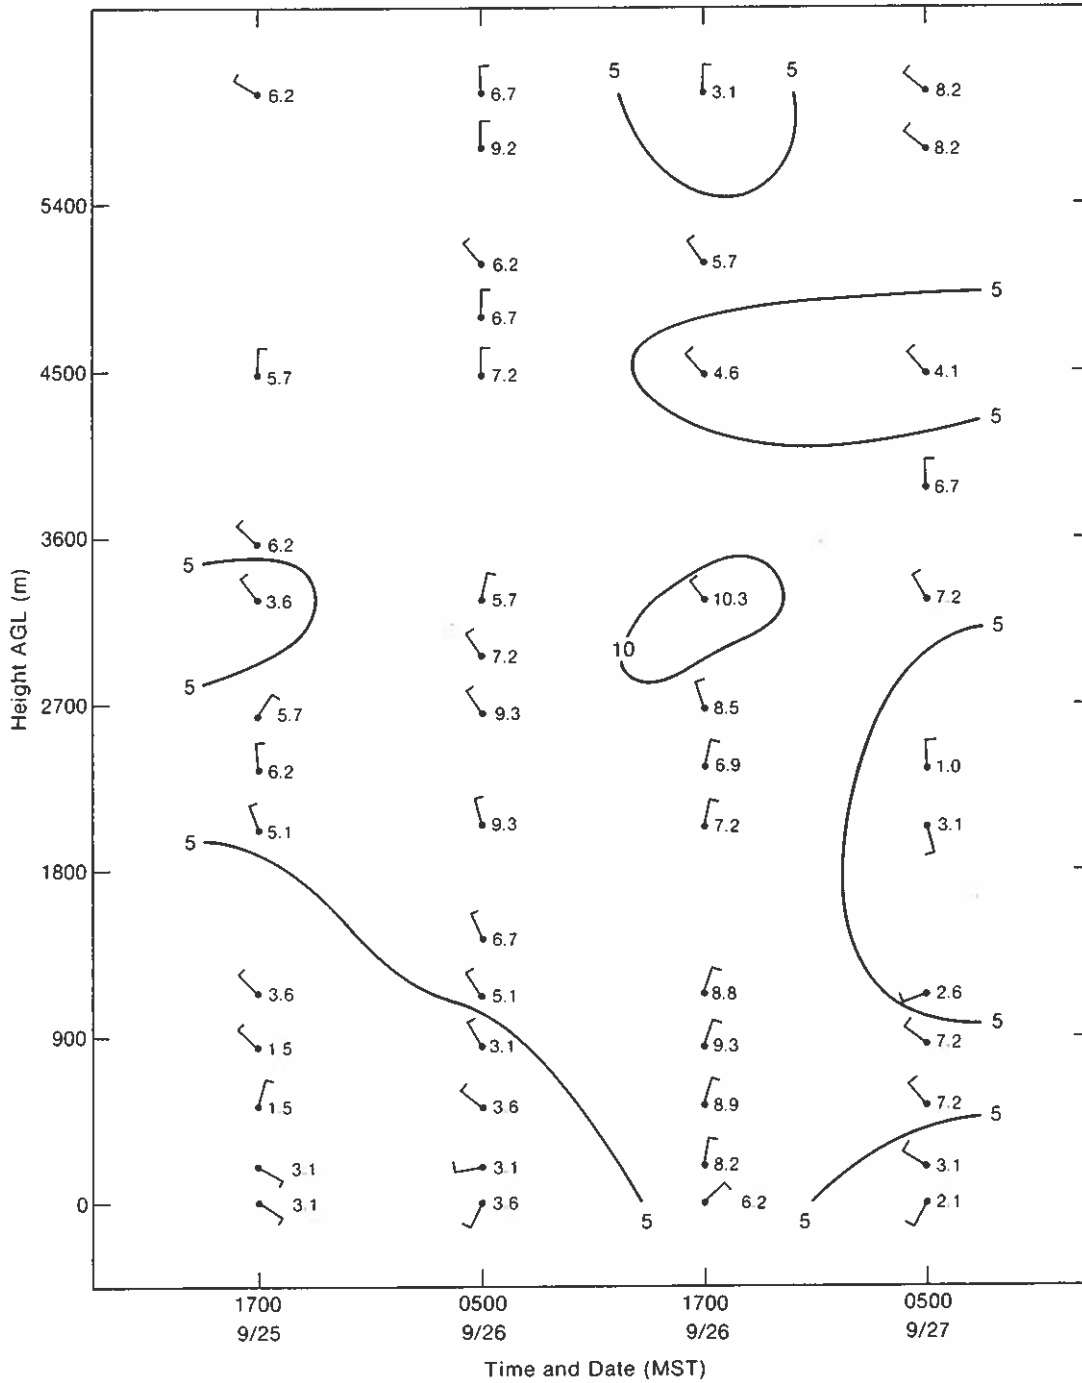 5 5
6.2 6.7 3.1 8.2
9.2 8.2
5400
6.2 5.7
5
6.7
4500 5.7 7.2 4.6 4.1
5
6.7
3600 6.2
5
3.6 5.7 10.3 7.2
5
7.2 10
5
2700 5.7 9.3 8.5
6.2 6.9 1.0
5.1 9.3 7.2 3.1
5
1800
6.7
3.6 5.1 8.8 2.6
5
900 1.5 3.1 9.3 7.2
1.5 3.6 8.9 7.2
5
3.1 3.1 8.2 3.1
0 3.1 3.6 6.2 2.1
5 5
Height AGL (m)
1700 0500 1700 0500
9/25 9/26 9/26 9/27
Time and Date (MST)